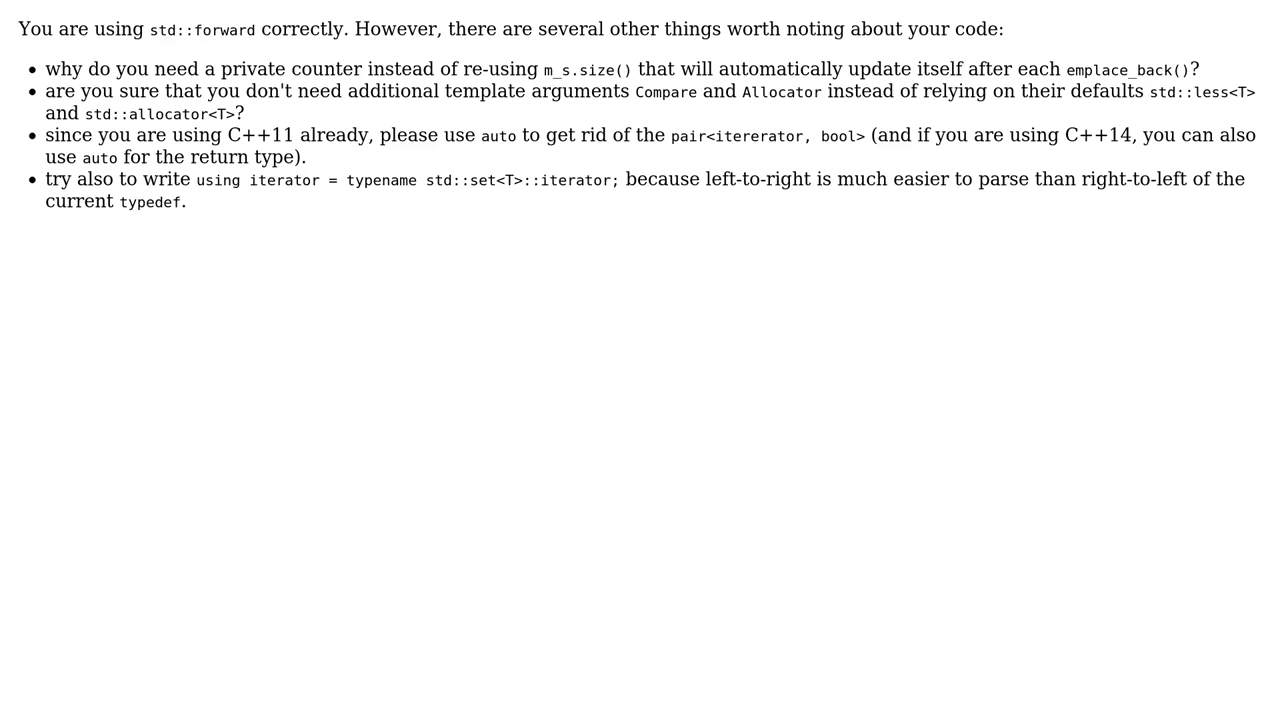 You are using std::forward correctly. However, there are several other things worth noting about your code:
• why do you need a private counter instead of re-using m_s.size() that will automatically update itself after each emplace_back()?
• are you sure that you don't need additional template arguments Compare and Allocator instead of relying on their defaults std::less<T>
and std::allocator<T>?
• since you are using C++11 already, please use auto to get rid of the pair<itererator, bool> (and if you are using C++14, you can also
use auto for the return type).
• try also to write using iterator = typename std::set<T>::iterator; because left-to-right is much easier to parse than right-to-left of the
current typedef.